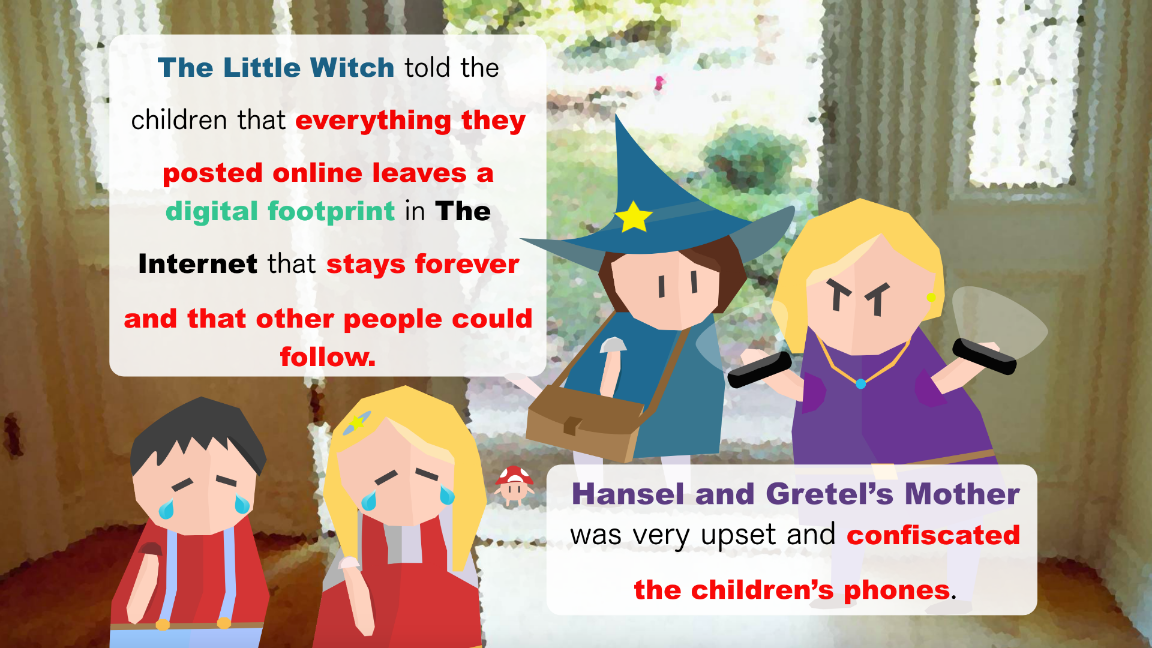 The Little Witch told the
children that everything they
posted online leaves a
digital footprint in The
Internet that stays forever
and that other people could
follow.
Hansel and Gretel’s Mother
was very upset and confiscated
the children’s phones.